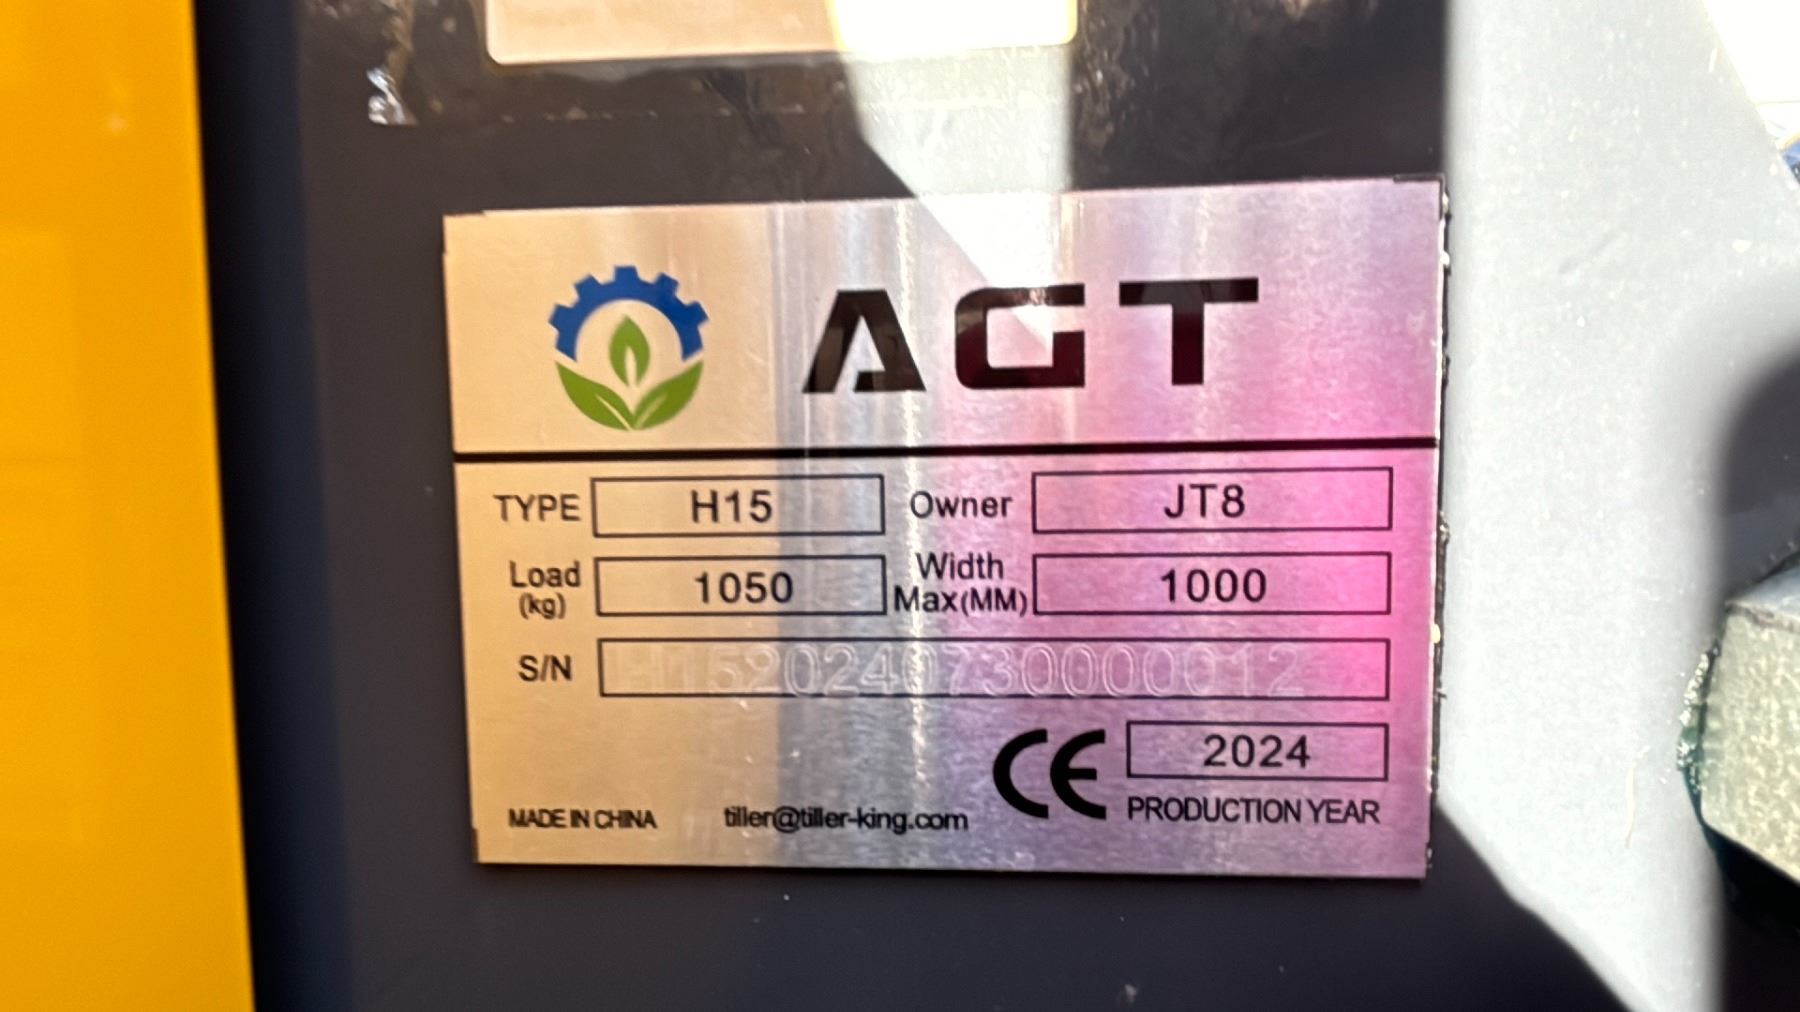 AGT
TYPE H15 Owner JT8
Load (kg) 1050 Width Max(MM) 1000
S/N H1520240730000012
CE 2024
MADE IN CHINA tiller@tiller-king.com PRODUCTION YEAR